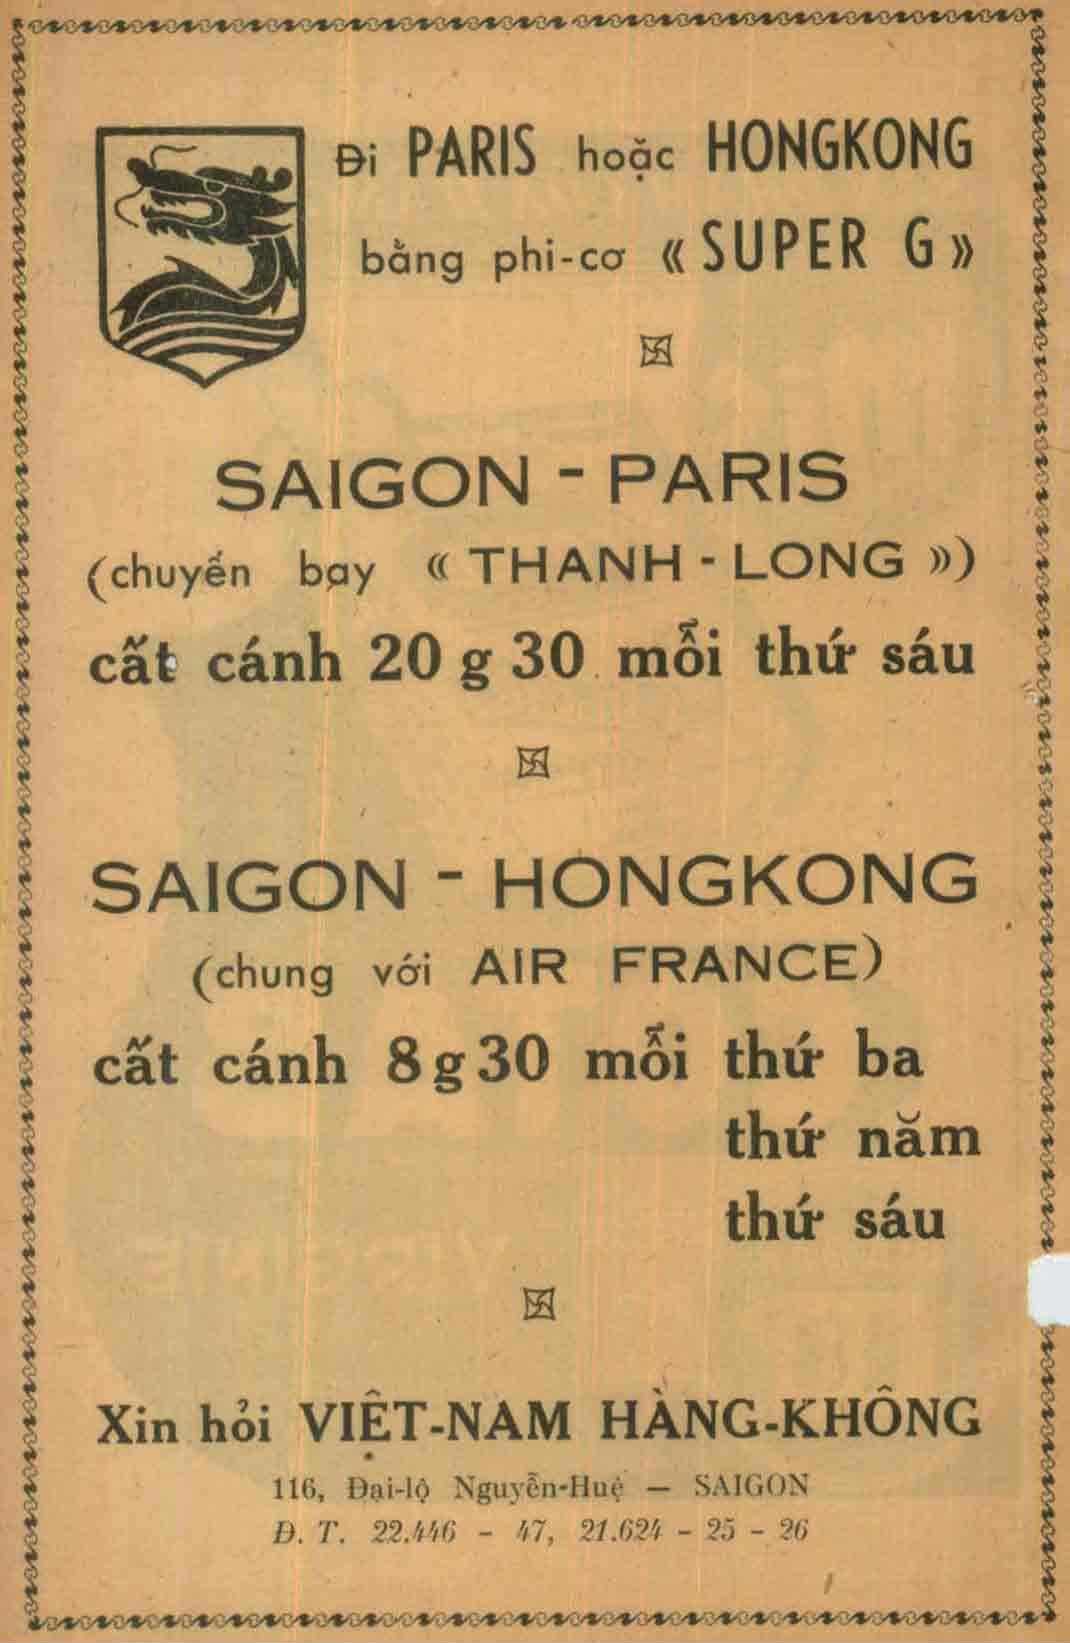 Đi PARIS hoặc HONGKONG
bằng phi-cơ « SUPER G »
SAIGON - PARIS
(chuyến bay « THANH - LONG »)
cất cánh 20 g 30 mỗi thứ sáu
SAIGON - HONGKONG
(chung với AIR FRANCE)
cất cánh 8 g 30 mỗi thứ ba
thứ năm
thứ sáu
Xin hỏi VIỆT-NAM HÀNG-KHÔNG
116, Đại-lộ Nguyễn-Huệ — SAIGON
Đ. T. 22.446 - 47, 21.624 - 25 - 26